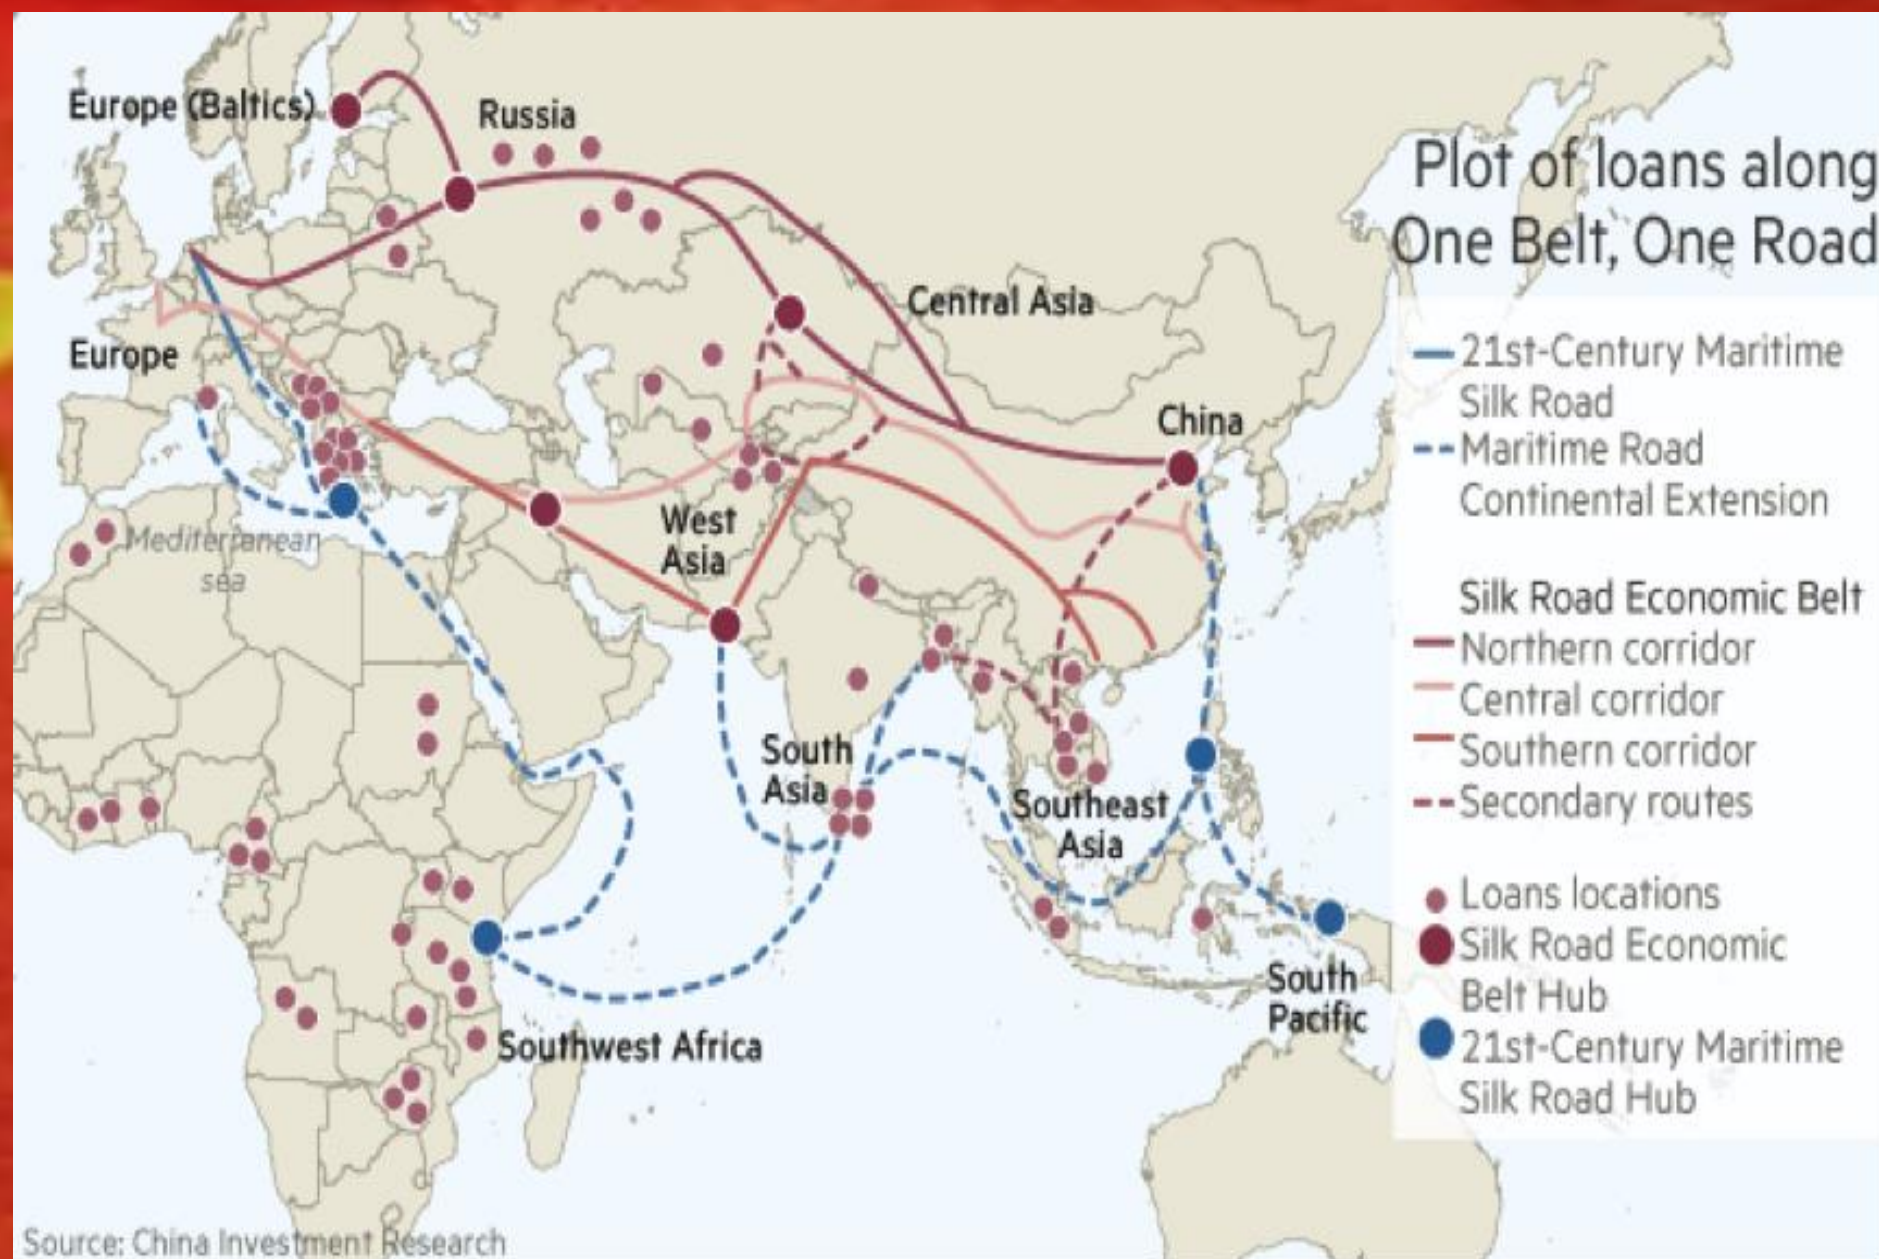 Europe (Baltics)
Russia
Plot of loans along
One Belt, One Road
Central Asia
Europe
China
West
Asia
Mediterranean
sea
South
Asia
Southeast
Asia
South
Pacific
Southwest Africa
21st-Century Maritime
Silk Road
Maritime Road
Continental Extension
Silk Road Economic Belt
Northern corridor
Central corridor
Southern corridor
Secondary routes
Loans locations
Silk Road Economic
Belt Hub
21st-Century Maritime
Silk Road Hub
Source: China Investment Research